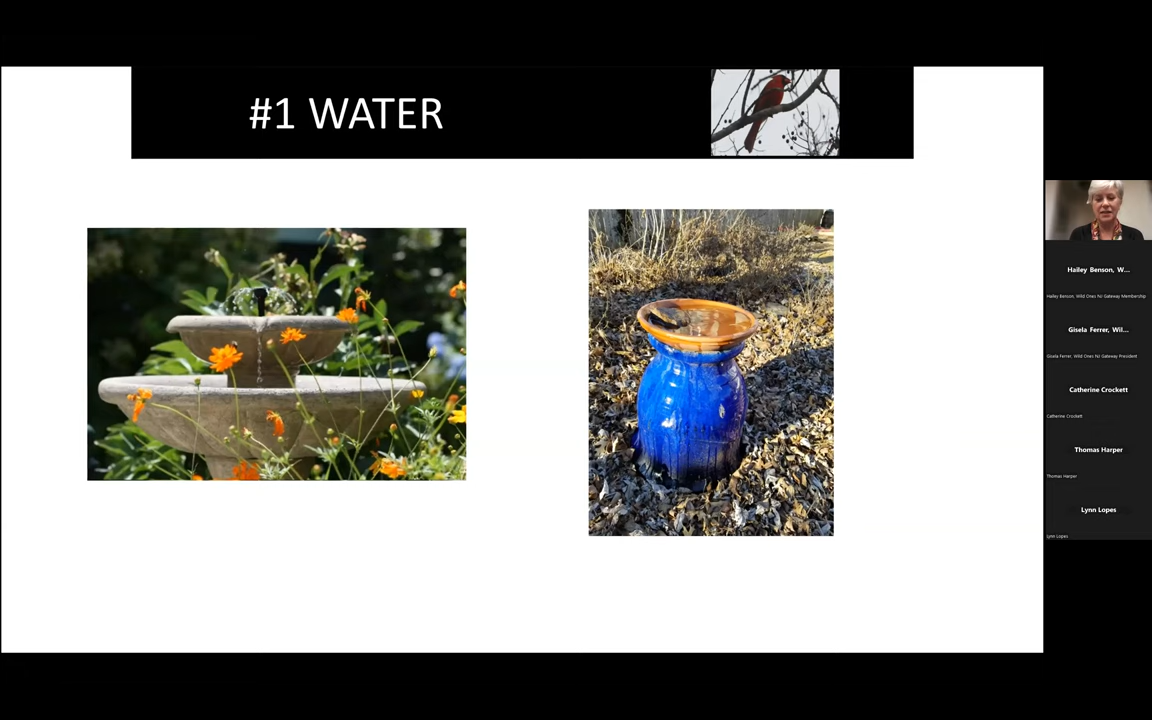 #1 WATER
Hailey Benson, W...
Hailey Benson, Wild Ones NJ Gateway Membership
Gisela Ferrer, Wil...
Gisela Ferrer, Wild Ones NJ Gateway President
Catherine Crockett
Catherine Crockett
Thomas Harper
Thomas Harper
Lynn Lopes
Lynn Lopes